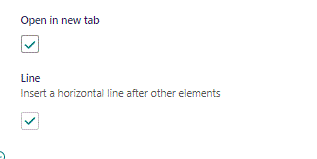 Open in new tab
Line
Insert a horizontal line after other elements